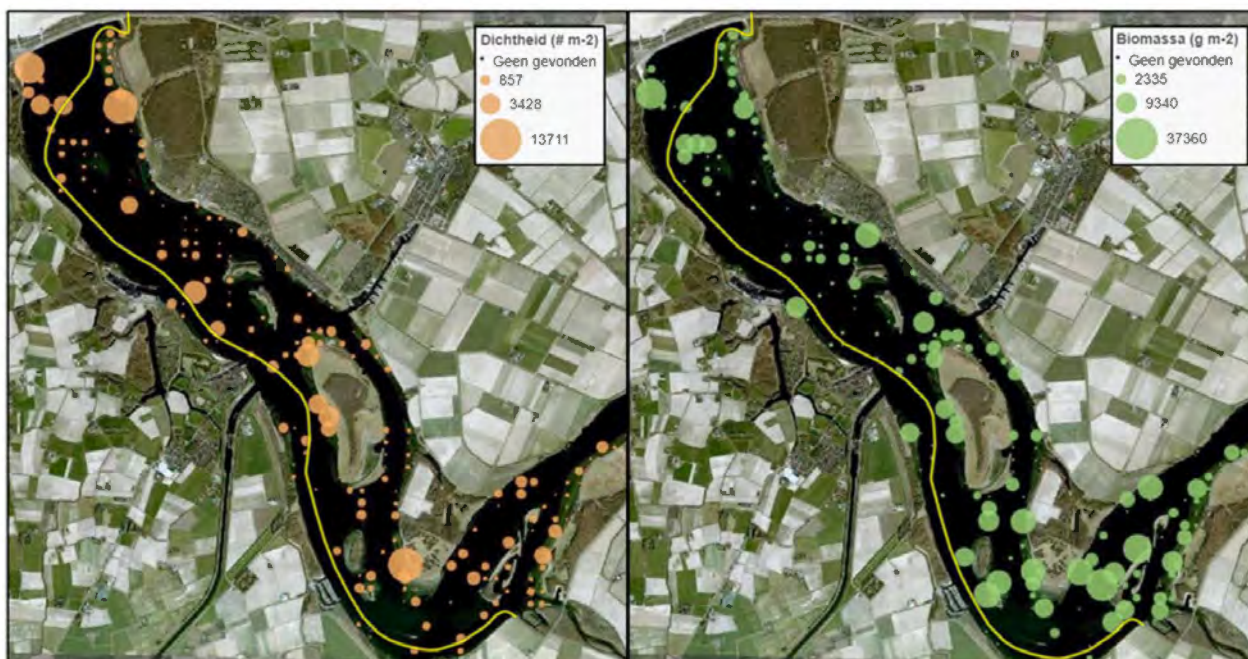 Dichtheid (# m-2)
Geen gevonden
857
3428
13711
Biomassa (g m-2)
Geen gevonden
2335
9340
37360